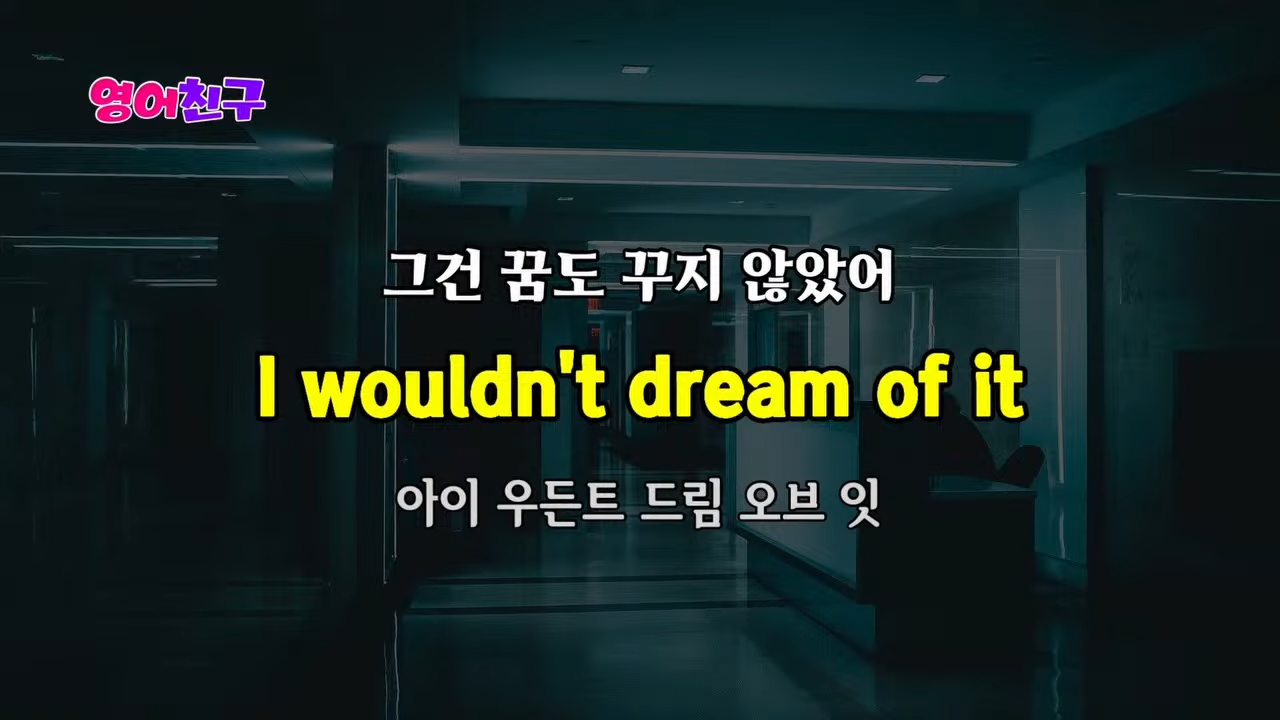 영어친구
그건 꿈도 꾸지 않았어
I wouldn't dream of it
아이 우든트 드림 오브 잇